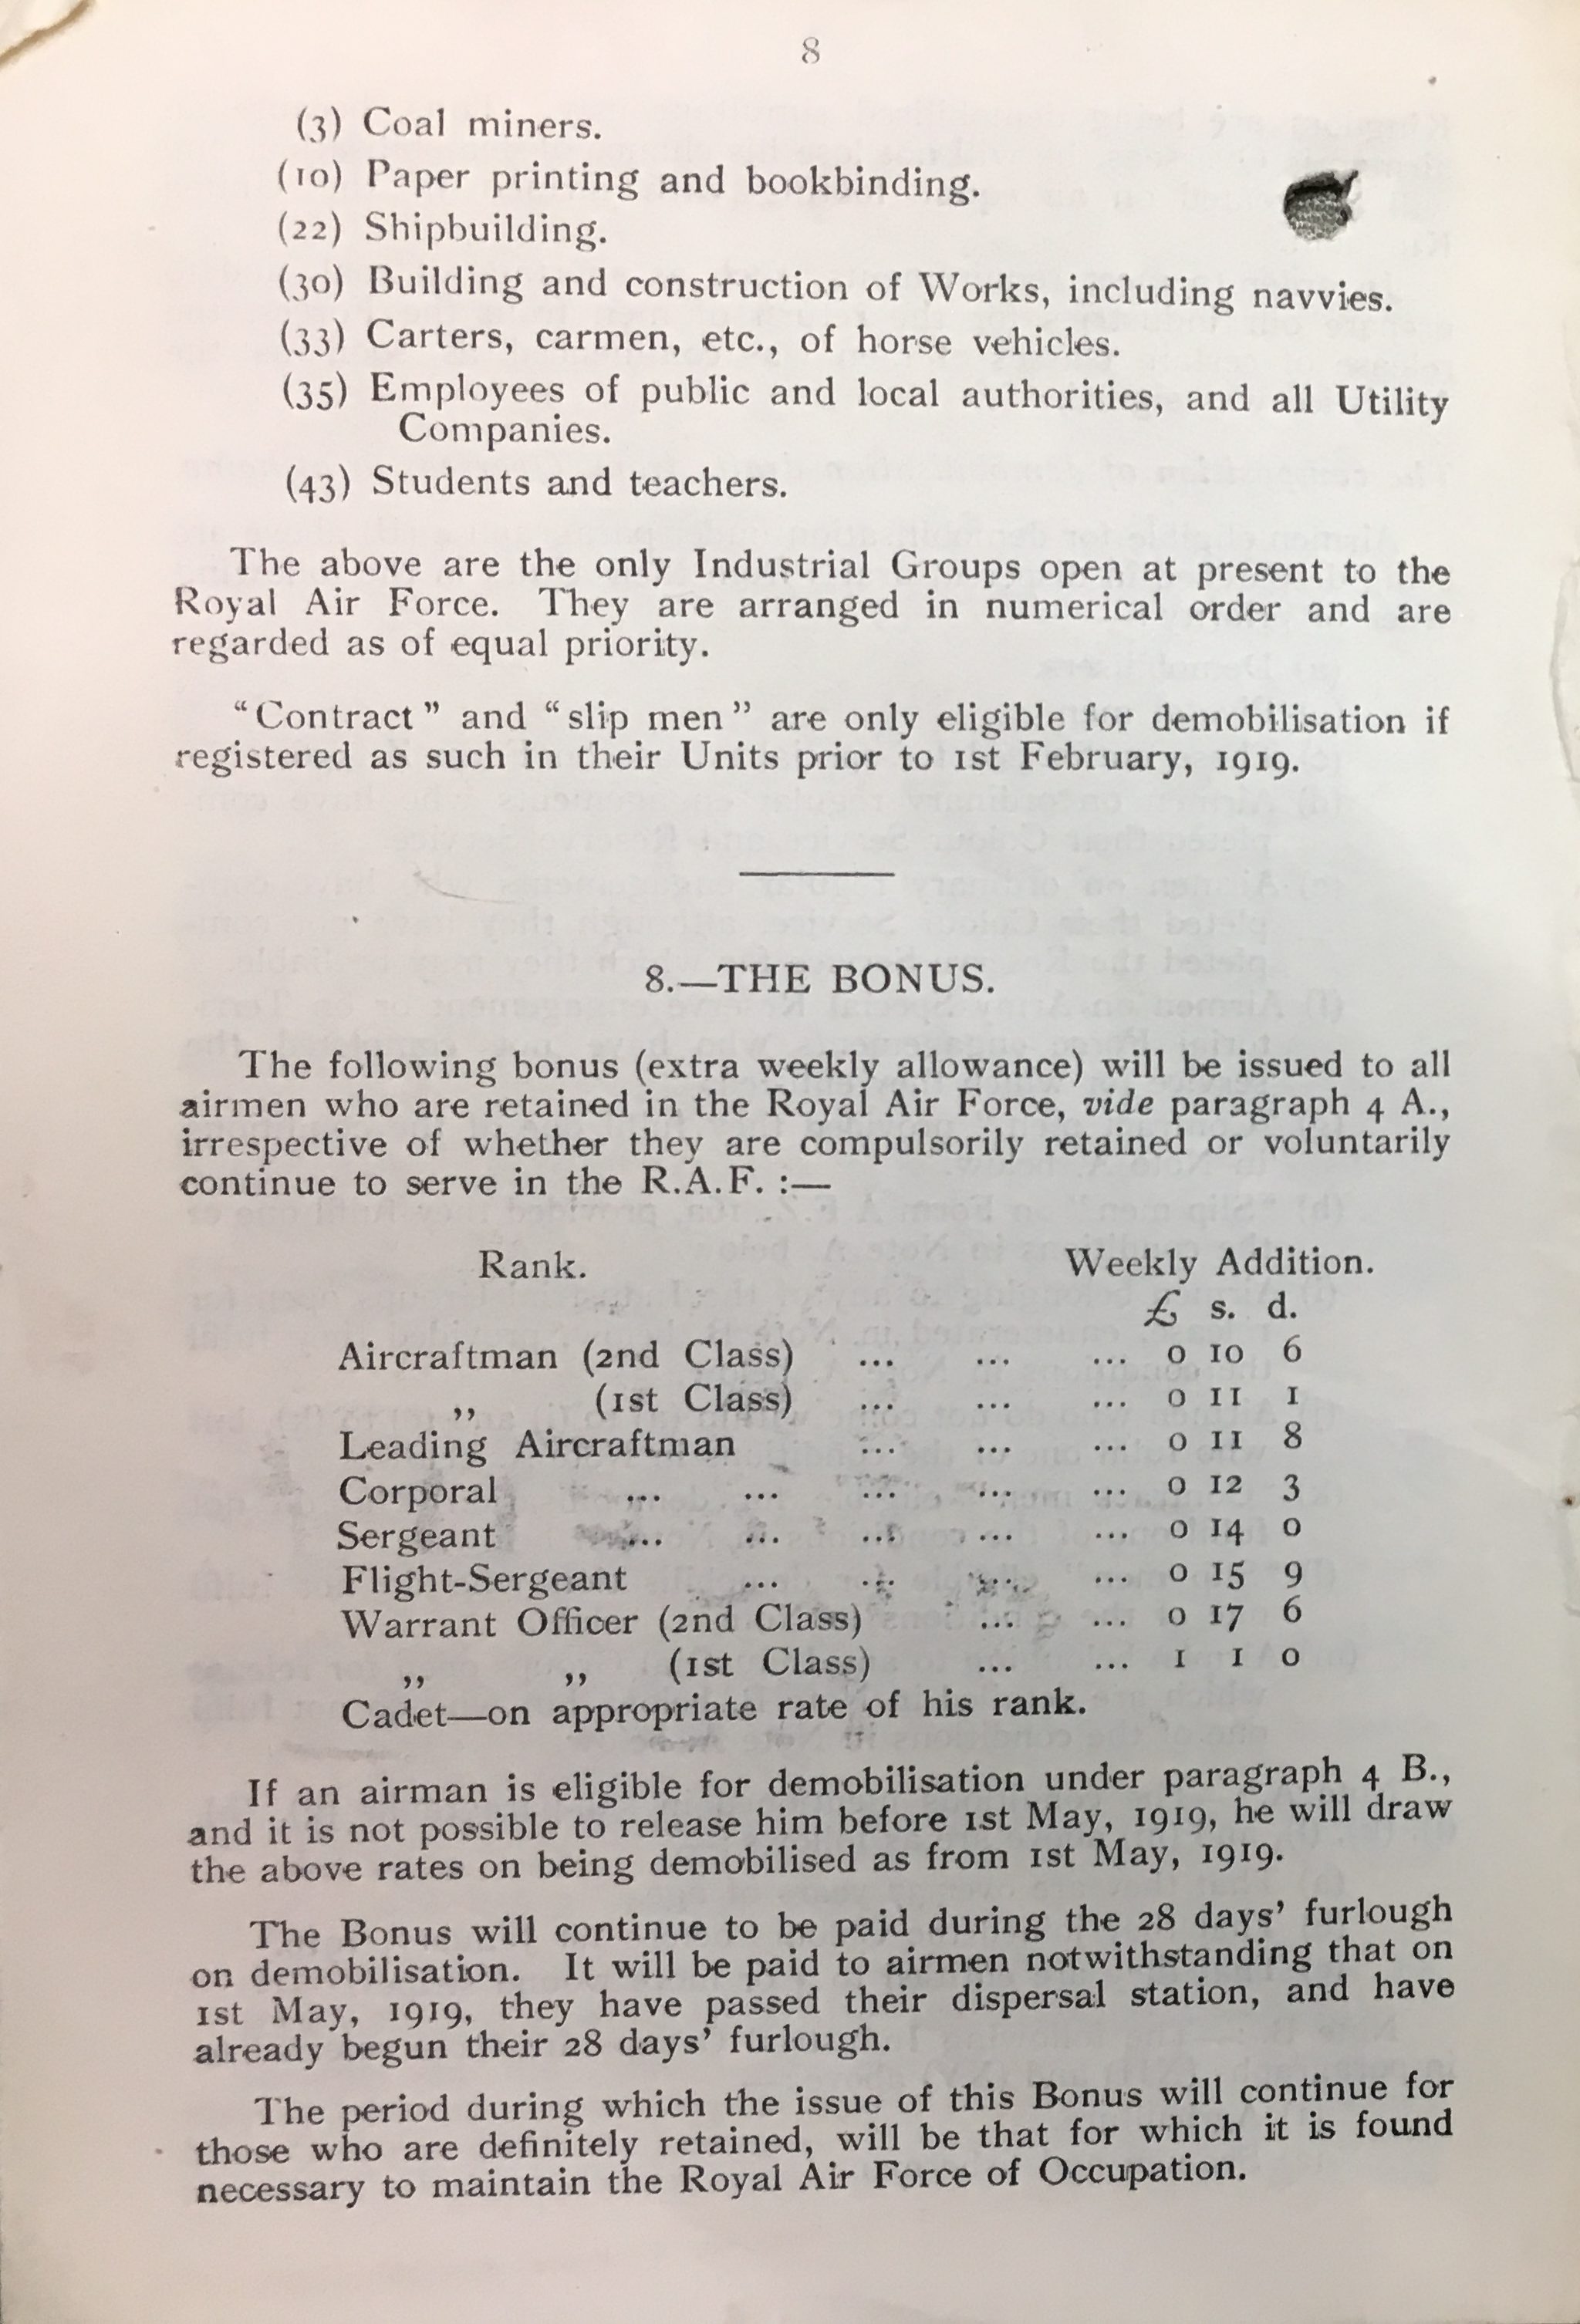 8
(3) Coal miners.
(10) Paper printing and bookbinding.
(22) Shipbuilding.
(30) Building and construction of Works, including navvies.
(33) Carters, carmen, etc., of horse vehicles.
(35) Employees of public and local authorities, and all Utility
Companies.
(43) Students and teachers.
The above are the only Industrial Groups open at present to the
Royal Air Force. They are arranged in numerical order and are
regarded as of equal priority.
“Contract” and “slip men” are only eligible for demobilisation if
registered as such in their Units prior to 1st February, 1919.
8.—THE BONUS.
The following bonus (extra weekly allowance) will be issued to all
airmen who are retained in the Royal Air Force, vide paragraph 4 A.,
irrespective of whether they are compulsorily retained or voluntarily
continue to serve in the R.A.F. :—
Rank. Weekly Addition.
£ s. d.
Aircraftman (2nd Class) ... ... ... 0 10 6
,, (1st Class) ... ... ... 0 11 1
Leading Aircraftman ... ... ... 0 11 8
Corporal ... ... ... ... ... 0 12 3
Sergeant ... ... ... ... ... 0 14 0
Flight-Sergeant ... ... ... ... 0 15 9
Warrant Officer (2nd Class) ... ... 0 17 6
,, ,, (1st Class) ... ... 1 1 0
Cadet—on appropriate rate of his rank.
If an airman is eligible for demobilisation under paragraph 4 B.,
and it is not possible to release him before 1st May, 1919, he will draw
the above rates on being demobilised as from 1st May, 1919.
The Bonus will continue to be paid during the 28 days’ furlough
on demobilisation. It will be paid to airmen notwithstanding that on
1st May, 1919, they have passed their dispersal station, and have
already begun their 28 days’ furlough.
The period during which the issue of this Bonus will continue for
those who are definitely retained, will be that for which it is found
necessary to maintain the Royal Air Force of Occupation.